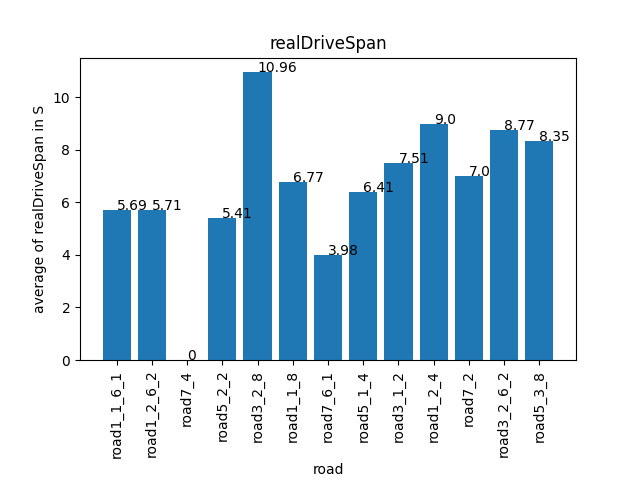 realDriveSpan
average of realDriveSpan in S
10
8
6
4
2
0
5.69
5.71
0
5.41
10.96
6.77
3.98
6.41
7.51
9.0
7.0
8.77
8.35
road1_1_6_1
road1_2_6_2
road7_4
road5_2_2
road3_2_8
road1_1_8
road7_6_1
road5_1_4
road3_1_2
road1_2_4
road7_2
road3_2_6_2
road5_3_8
road